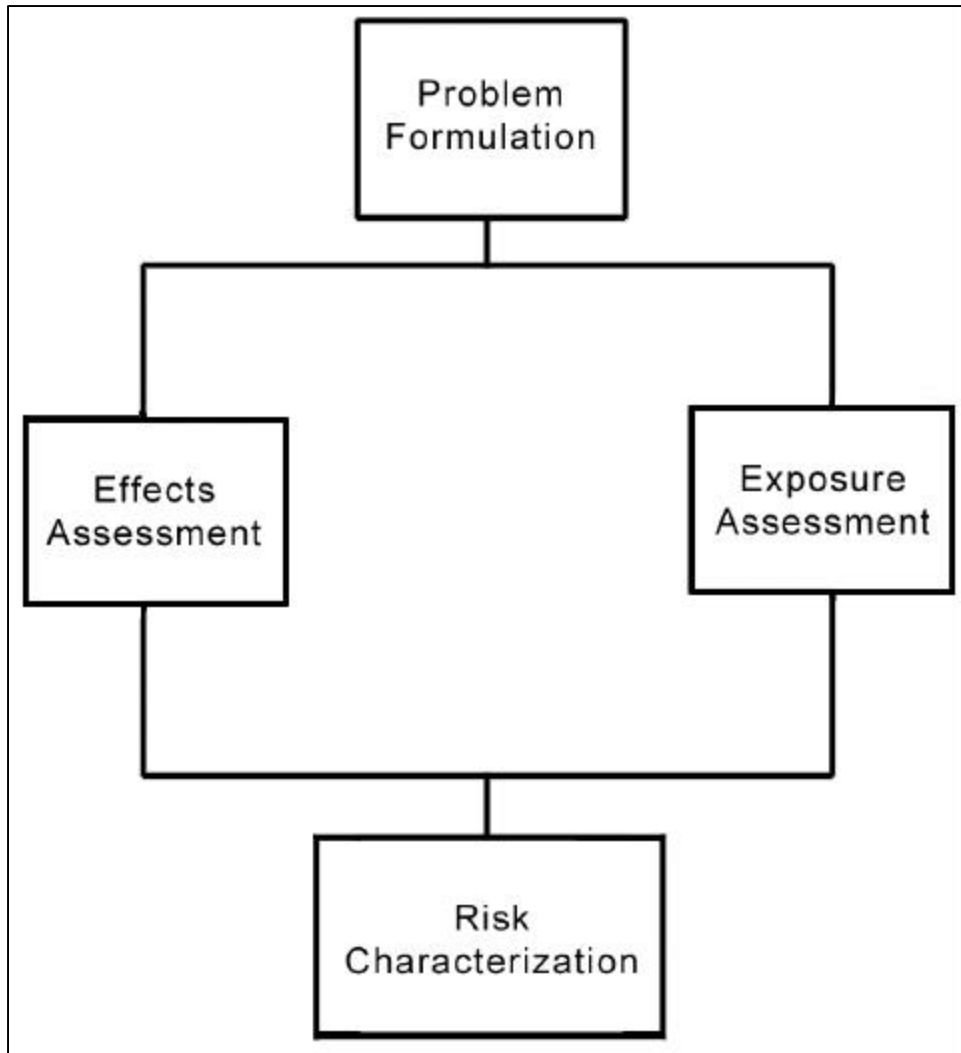 Problem
Formulation
Effects
Assessment
Exposure
Assessment
Risk
Characterization